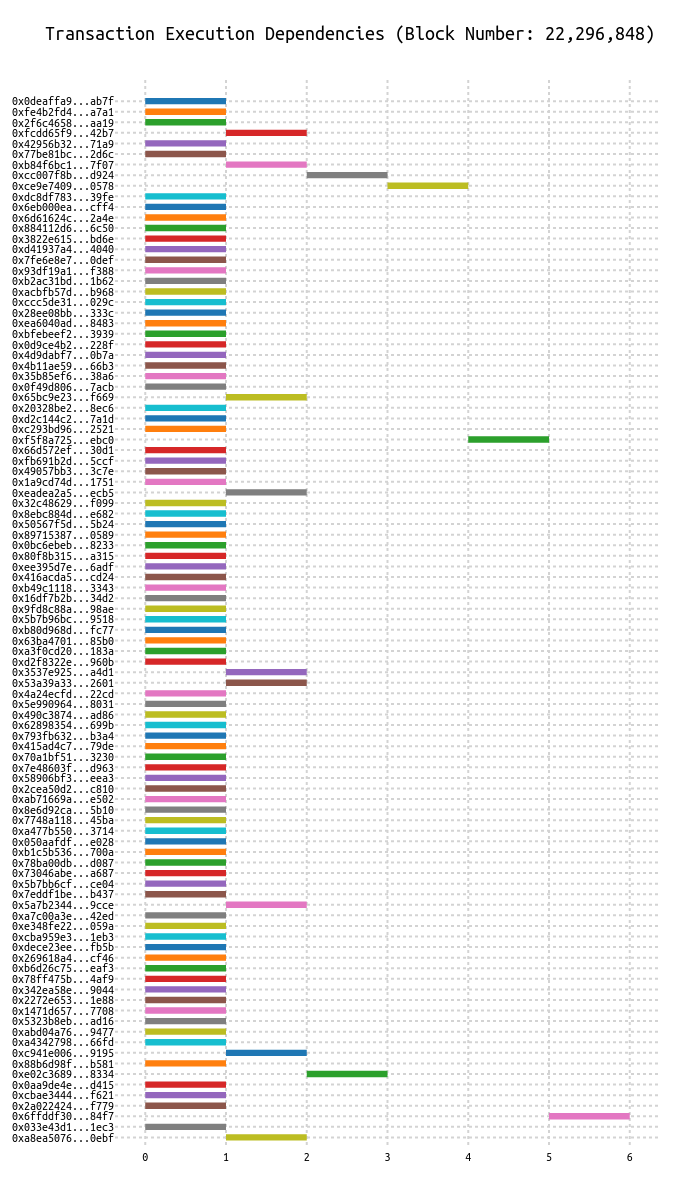 Transaction Execution Dependencies (Block Number: 22,296,848)
0x0deaffa9...ab7f
0xfe4b2fd4...a7a1
0x2f6c4658...aa19
0xfcdd65f9...42b7
0x42956b32...71a9
0x77be81bc...2d6c
0xb84f6bc1...7f07
0xcc007f8b...d924
0xce9e7409...0578
0xdc8df783...39fe
0x6eb000ea...cff4
0x6d61624c...2a4e
0x884112d6...6c50
0x3822e615...bd6e
0xd41937a4...4040
0x7fe6e8e7...0def
0x93df19a1...f388
0xb2ac31bd...1b62
0xacbfb57d...b968
0xccc5de31...029c
0x28ee08bb...333c
0xea6040ad...8483
0xbfebeef2...3939
0x0d9ce4b2...228f
0x4d9dabf7...0b7a
0x4b11ae59...66b3
0x35b85ef6...38a6
0x0f49d806...7acb
0x65bc9e23...f669
0x20328be2...8ec6
0xd2c144c2...7a1d
0xc293bd96...2521
0xf5f8a725...ebc0
0x66d572ef...30d1
0xfb691b2d...5ccf
0x49057bb3...3c7e
0x1a9cd74d...1751
0xeadea2a5...ecb5
0x32c48629...f099
0x8ebc884d...e682
0x50567f5d...5b24
0x89715387...0589
0x0bc6ebeb...8233
0x80f8b315...a315
0xee395d7e...6adf
0x416acda5...cd24
0xb49c1118...3343
0x16df7b2b...34d2
0x9fd8c88a...98ae
0x5b7b96bc...9518
0xb80d968d...fc77
0x63ba4701...85b0
0xa3f0cd20...183a
0xd2f8322e...960b
0x3537e925...a4d1
0x53a39a33...2601
0x4a24ecfd...22cd
0x5e990964...8031
0x490c3874...ad86
0x62898354...699b
0x793fb632...b3a4
0x415ad4c7...79de
0x70a1bf51...3230
0x7e48603f...d963
0x58906bf3...eea3
0x2cea50d2...c810
0xab71669a...e502
0x8e6d92ca...5b10
0x7748a118...45ba
0xa477b550...3714
0x050aafdf...e028
0xb1c5b536...700a
0x78ba00db...d087
0x73046abe...a687
0x5b7bb6cf...ce04
0x7eddf1be...b437
0x5a7b2344...9cce
0xa7c00a3e...42ed
0xe348fe22...059a
0xcba959e3...1eb3
0xdece23ee...fb5b
0x269618a4...cf46
0xb6d26c75...eaf3
0x78ff475b...4af9
0x342ea58e...9044
0x2272e653...1e88
0x1471d657...7708
0x5323b8eb...ad16
0xabd04a76...9477
0xa4342798...66fd
0xc941e006...9195
0x88b6d98f...b581
0xe02c3689...8334
0x0aa9de4e...d415
0xcbae3444...f621
0x2a022424...f779
0x6ffddf30...84f7
0x033e43d1...1ec3
0xa8ea5076...0ebf
0 1 2 3 4 5 6